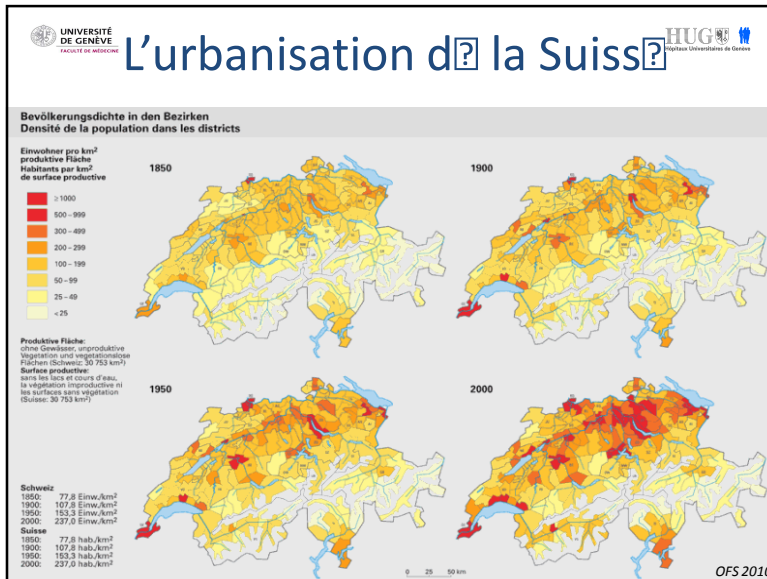 UNIVERSITÉ
DE GENÈVE
FACULTÉ DE MÉDECINE
L'urbanisation d⍰ la Suiss⍰
HUG
Hôpitaux Universitaires de Genève
Bevölkerungsdichte in den Bezirken
Densité de la population dans les districts
Einwohner pro km²
produktive Fläche
Habitants par km²
de surface productive
≥1000
500–999
300–499
200–299
100–199
50–99
25–49
<25
1850
1900
Produktive Fläche:
ohne Gewässer, unproduktive
Vegetation und vegetationslose
Flächen (Schweiz: 30 753 km²)
Surface productive:
sans les lacs et cours d'eau,
la végétation improductive ni
les surfaces sans végétation
(Suisse: 30 753 km²)
1950
2000
Schweiz
1850: 77,8 Einw./km²
1900: 107,8 Einw./km²
1950: 153,3 Einw./km²
2000: 237,0 Einw./km²
Suisse
1850: 77,8 hab./km²
1900: 107,8 hab./km²
1950: 153,3 hab./km²
2000: 237,0 hab./km²
0 25 50 km
OFS 2010